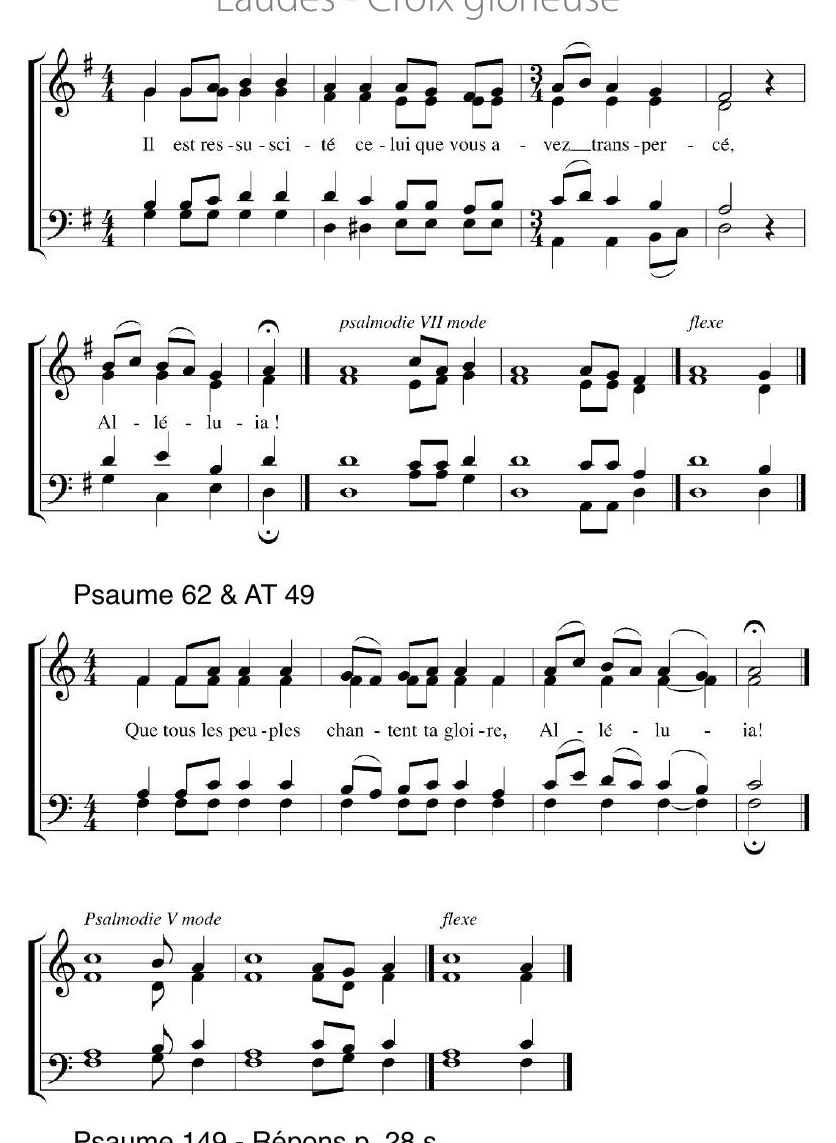 Laudes - Croix glorieuse
Il est res - su - sci - té ce - lui que vous a - vez trans - per - cé,
psalmodie VII mode flexe
Al - lé - lu - ia !
Psaume 62 & AT 49
Que tous les peu - ples chan - tent ta gloi - re, Al - lé - lu - ia!
Psalmodie V mode flexe
Psaume 149 - Répons p. 28 s